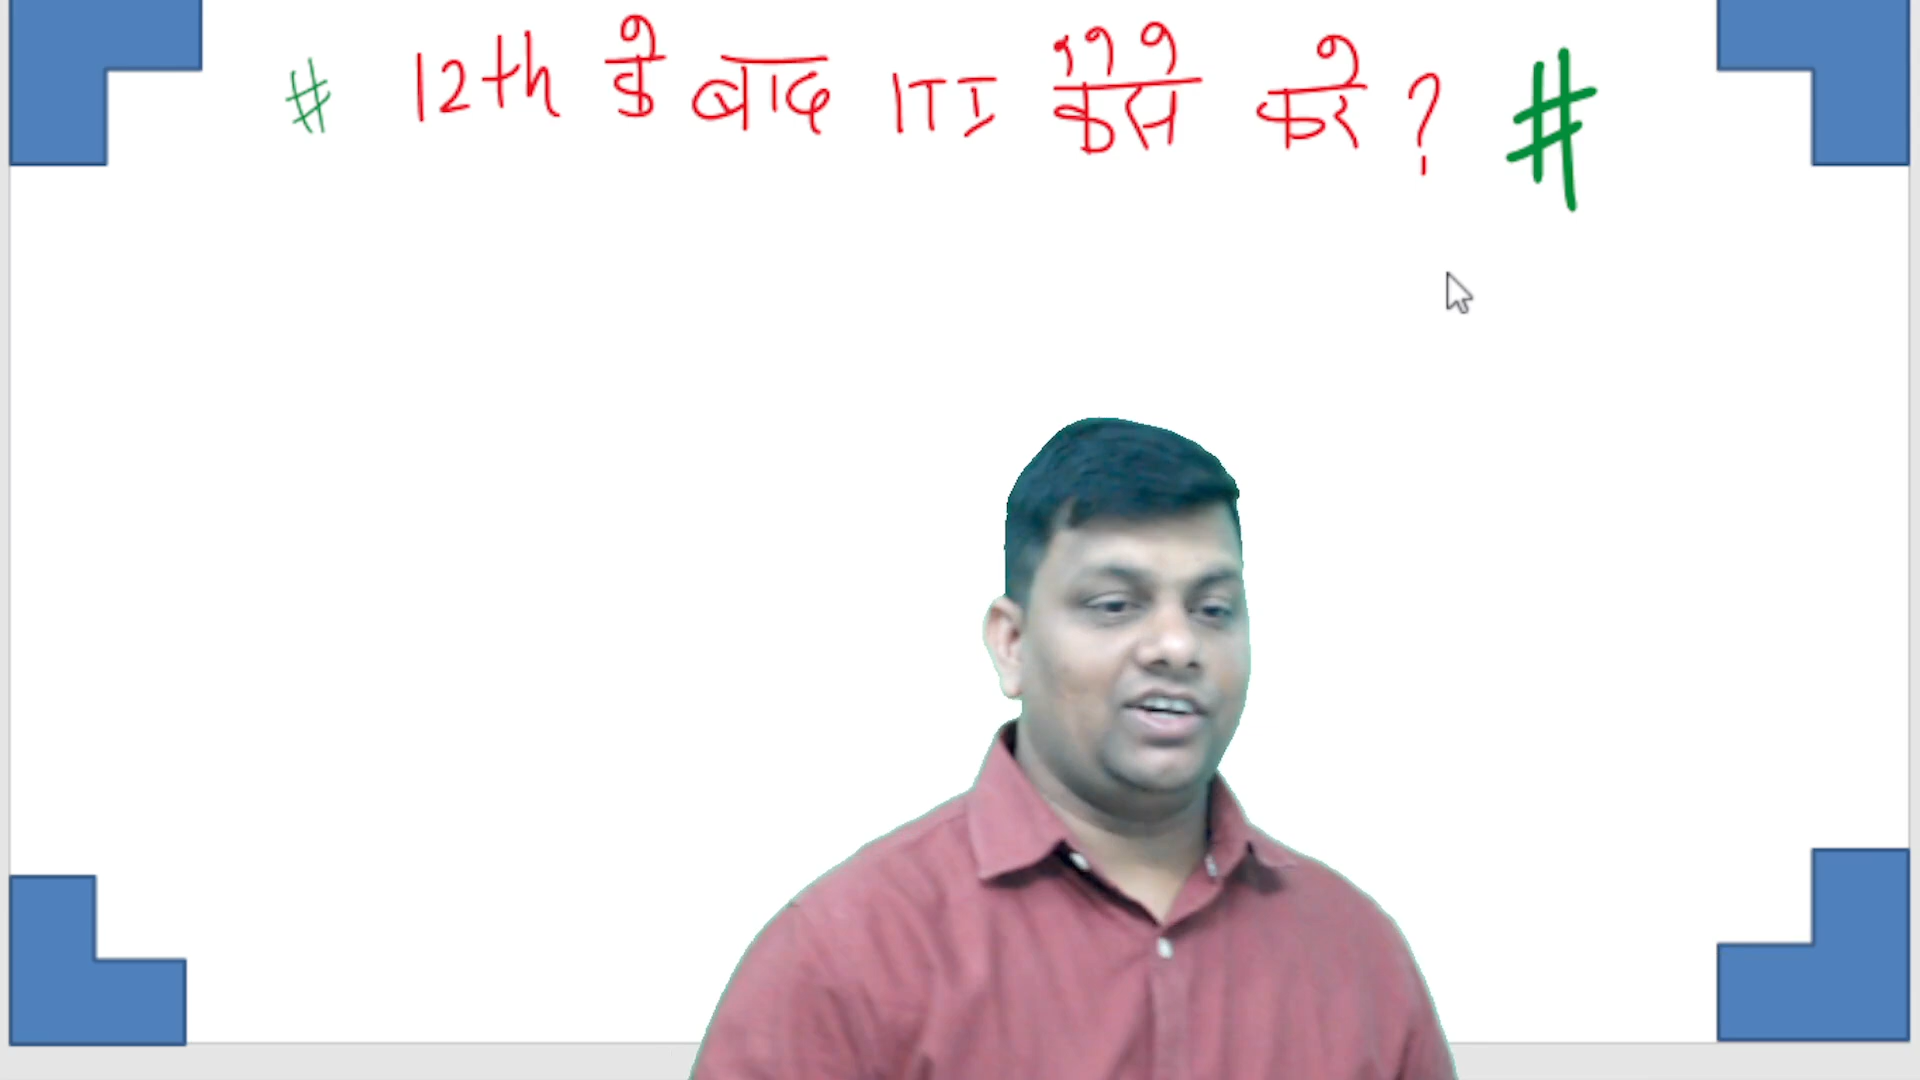 # 12th के बाद ITI कैसे करे ? #